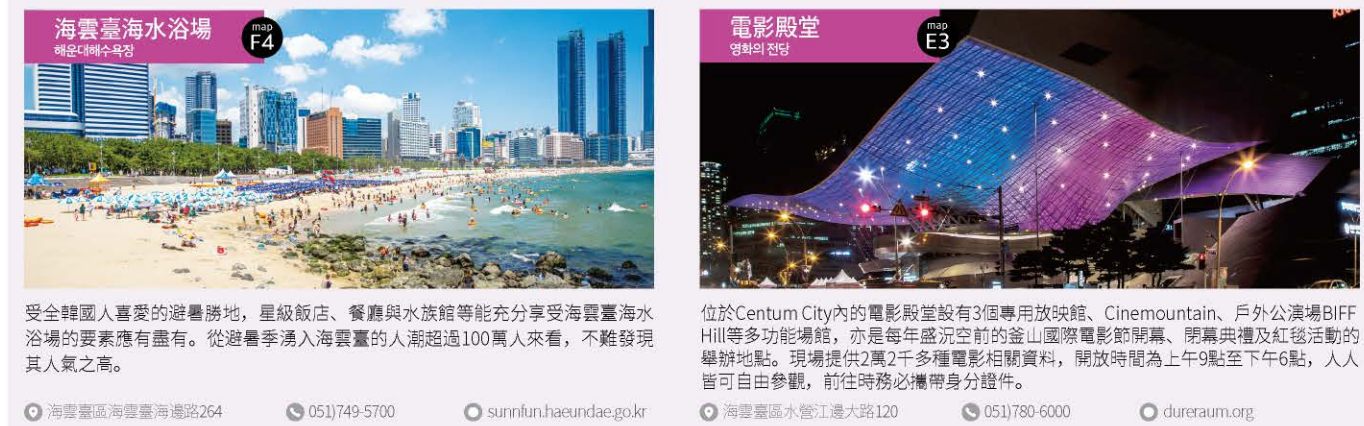 海雲臺海水浴場
해운대해수욕장
map
F4
受全韓國人喜愛的避暑勝地，星級飯店、餐廳與水族館等能充分享受海雲臺海水
浴場的要素應有盡有。從避暑季湧入海雲臺的人潮超過100萬人來看，不難發現
其人氣之高。
海雲臺區海雲臺海邊路264
051)749-5700
sunnfun.haeundae.go.kr
電影殿堂
영화의 전당
map
E3
位於Centum City內的電影殿堂設有3個專用放映館、Cinemountain、戶外公演場BIFF
Hill等多功能場館，亦是每年盛況空前的釜山國際電影節開幕、閉幕典禮及紅毯活動的
舉辦地點。現場提供2萬2千多種電影相關資料，開放時間為上午9點至下午6點，人人
皆可自由參觀，前往時務必攜帶身分證件。
海雲臺區水營江邊大路120
051)780-6000
dureraum.org